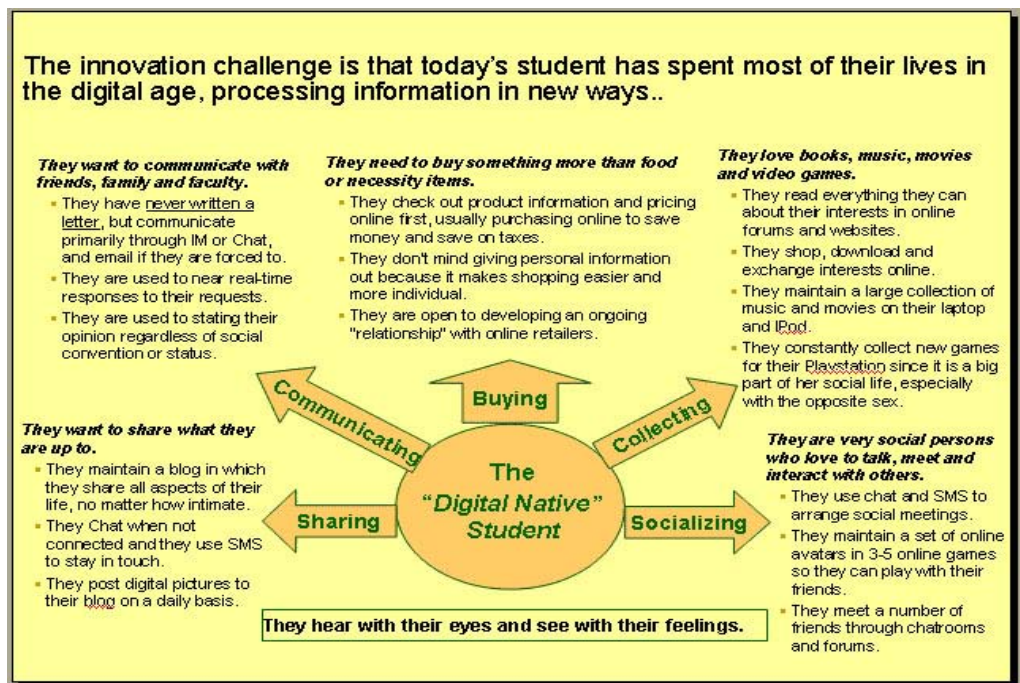 The innovation challenge is that today's student has spent most of their lives in
the digital age, processing information in new ways..
They want to communicate with
friends, family and faculty.
They have never written a
letter, but communicate
primarily through IM or Chat,
and email if they are forced to.
They are used to near real-time
responses to their requests.
They are used to stating their
opinion regardless of social
convention or status.
They need to buy something more than food
or necessity items.
They check out product information and pricing
online first, usually purchasing online to save
money and save on taxes.
They don't mind giving personal information
out because it makes shopping easier and
more individual.
They are open to developing an ongoing
"relationship" with online retailers.
They love books, music, movies
and video games.
They read everything they can
about their interests in online
forums and websites.
They shop, download and
exchange interests online.
They maintain a large collection of
music and movies on their laptop
and IPod.
They constantly collect new games
for their Playstation since it is a big
part of her social life, especially
with the opposite sex.
Communicating
Buying
Collecting
They want to share what they
are up to.
They maintain a blog in which
they share all aspects of their
life, no matter how intimate.
They Chat when not
connected and they use SMS
to stay in touch.
They post digital pictures to
their blog on a daily basis.
Sharing
The
"Digital Native"
Student
Socializing
They are very social persons
who love to talk, meet and
interact with others.
They use chat and SMS to
arrange social meetings.
They maintain a set of online
avatars in 3-5 online games
so they can play with their
friends.
They meet a number of
friends through chatrooms
and forums.
They hear with their eyes and see with their feelings.